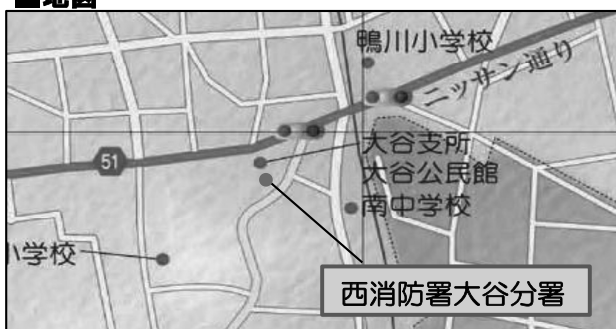 ■地図
鴨川小学校
ニッサン通り
51
大谷支所
大谷公民館
南中学校
小学校
西消防署大谷分署